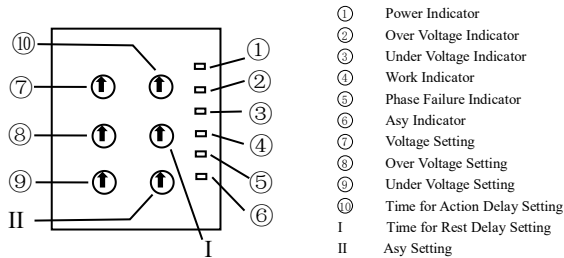 ⑩
①
②
③
④
⑤
⑥
⑦
⑧
⑨
II
I
① Power Indicator
② Over Voltage Indicator
③ Under Voltage Indicator
④ Work Indicator
⑤ Phase Failure Indicator
⑥ Asy Indicator
⑦ Voltage Setting
⑧ Over Voltage Setting
⑨ Under Voltage Setting
⑩ Time for Action Delay Setting
I Time for Rest Delay Setting
II Asy Setting